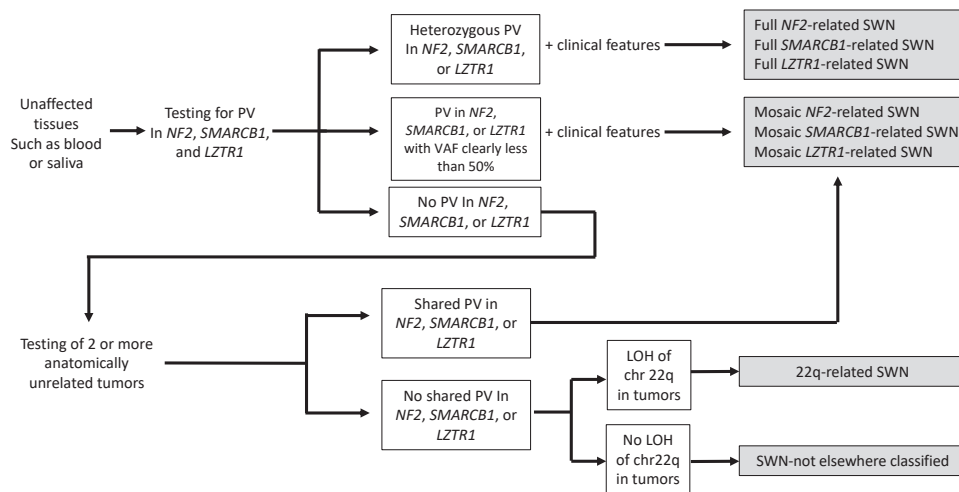 Unaffected
tissues
Such as blood
or saliva
Testing for PV
In NF2, SMARCB1,
and LZTR1
Heterozygous PV
In NF2, SMARCB1,
or LZTR1
+ clinical features
Full NF2-related SWN
Full SMARCB1-related SWN
Full LZTR1-related SWN
PV in NF2,
SMARCB1, or LZTR1
with VAF clearly less
than 50%
+ clinical features
Mosaic NF2-related SWN
Mosaic SMARCB1-related SWN
Mosaic LZTR1-related SWN
No PV In NF2,
SMARCB1, or LZTR1
Testing of 2 or more
anatomically
unrelated tumors
Shared PV in
NF2, SMARCB1, or
LZTR1
No shared PV In
NF2, SMARCB1, or
LZTR1
LOH of
chr 22q
in tumors
22q-related SWN
No LOH
of chr22q
in tumors
SWN-not elsewhere classified